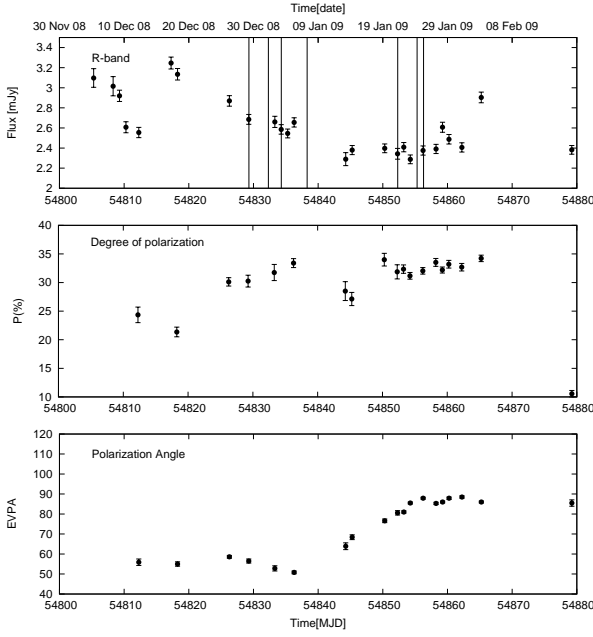 Time[date]
30 Nov 08 10 Dec 08 20 Dec 08 30 Dec 08 09 Jan 09 19 Jan 09 29 Jan 09 08 Feb 09
3.4
3.2
3
2.8
2.6
2.4
2.2
2
Flux [mJy]
R-band
54800 54810 54820 54830 54840 54850 54860 54870 54880
40
35
30
25
20
15
10
P(%)
Degree of polarization
54800 54810 54820 54830 54840 54850 54860 54870 54880
120
110
100
90
80
70
60
50
40
EVPA
Polarization Angle
54800 54810 54820 54830 54840 54850 54860 54870 54880
Time[MJD]